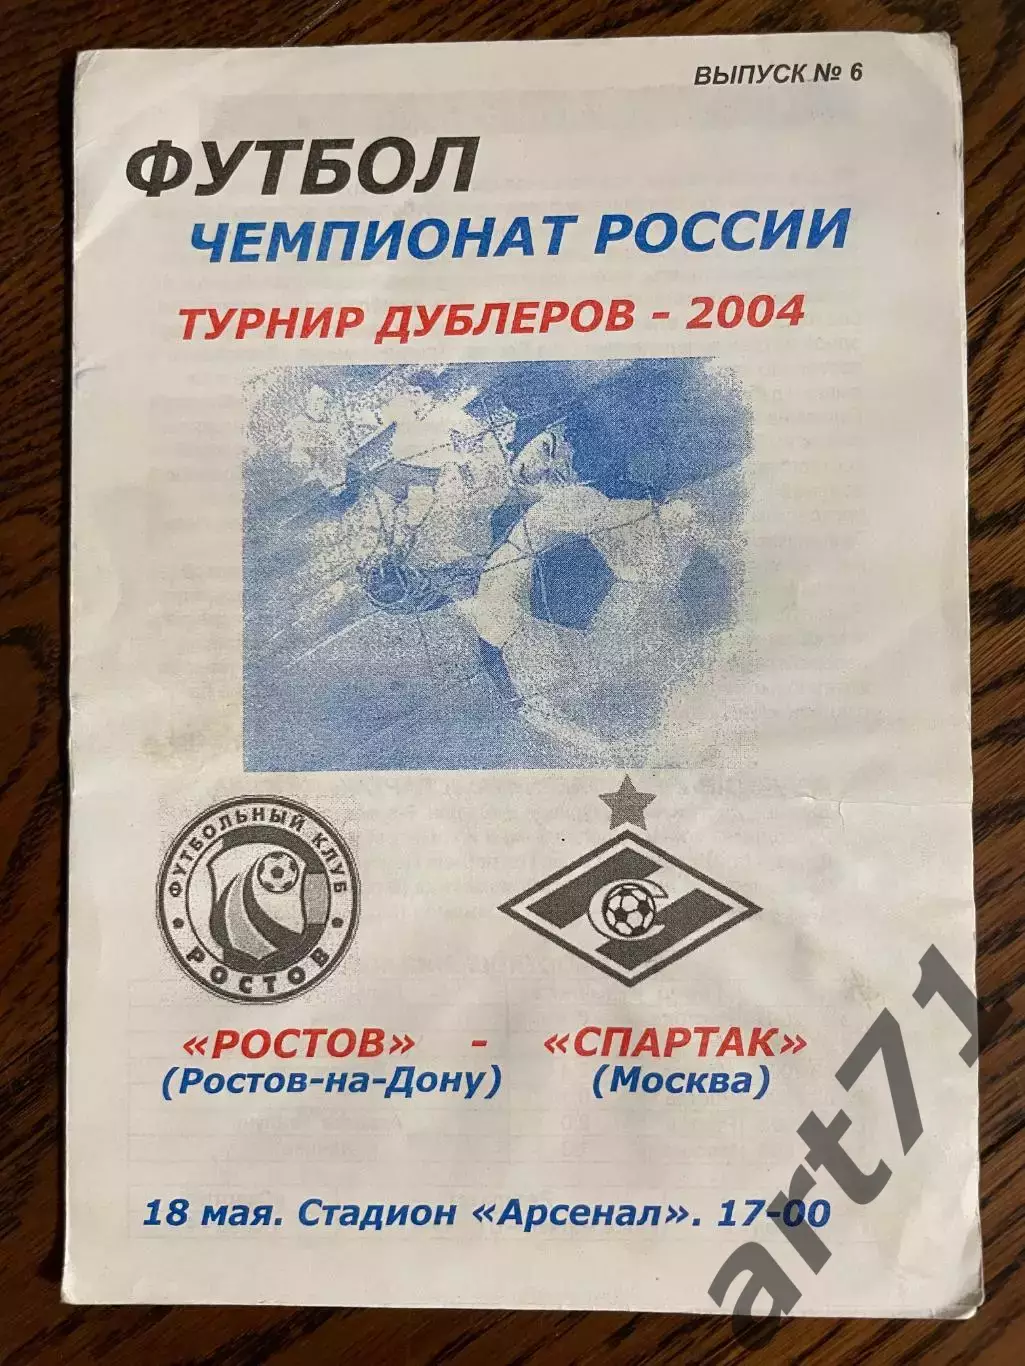 ВЫПУСК № 6
ФУТБОЛ
ЧЕМПИОНАТ РОССИИ
ТУРНИР ДУБЛЕРОВ - 2004
ФУТБОЛЬНЫЙ КЛУБ
РОСТОВ
С
«РОСТОВ» - «СПАРТАК»
(Ростов-на-Дону) (Москва)
18 мая. Стадион «Арсенал». 17-00
art71